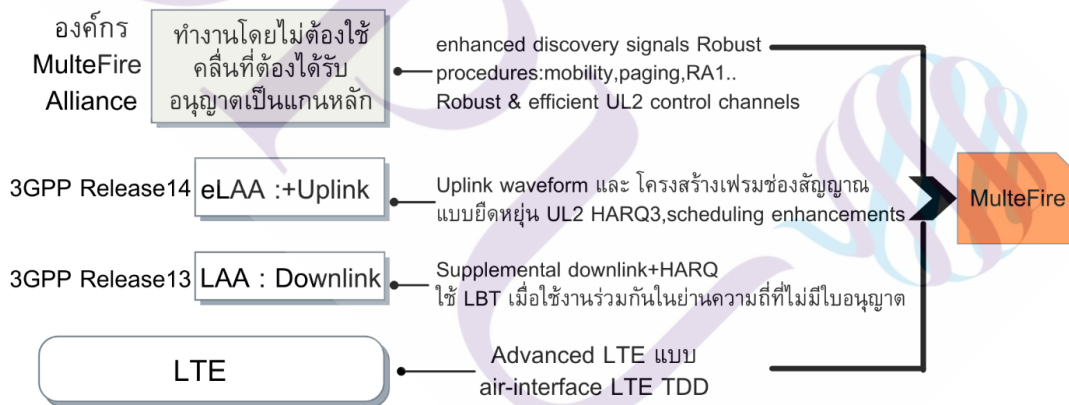 องค์กร
MulteFire
Alliance
ทำงานโดยไม่ต้องใช้
คลื่นที่ต้องได้รับ
อนุญาตเป็นแกนหลัก
enhanced discovery signals Robust
procedures:mobility,paging,RA1..
Robust & efficient UL2 control channels
3GPP Release14
eLAA :+Uplink
Uplink waveform และ โครงสร้างเฟรมช่องสัญญาณ
แบบยืดหยุ่น UL2 HARQ3,scheduling enhancements
MulteFire
3GPP Release13
LAA : Downlink
Supplemental downlink+HARQ
ใช้ LBT เมื่อใช้งานร่วมกันในย่านความถี่ที่ไม่มีใบอนุญาต
LTE
Advanced LTE แบบ
air-interface LTE TDD